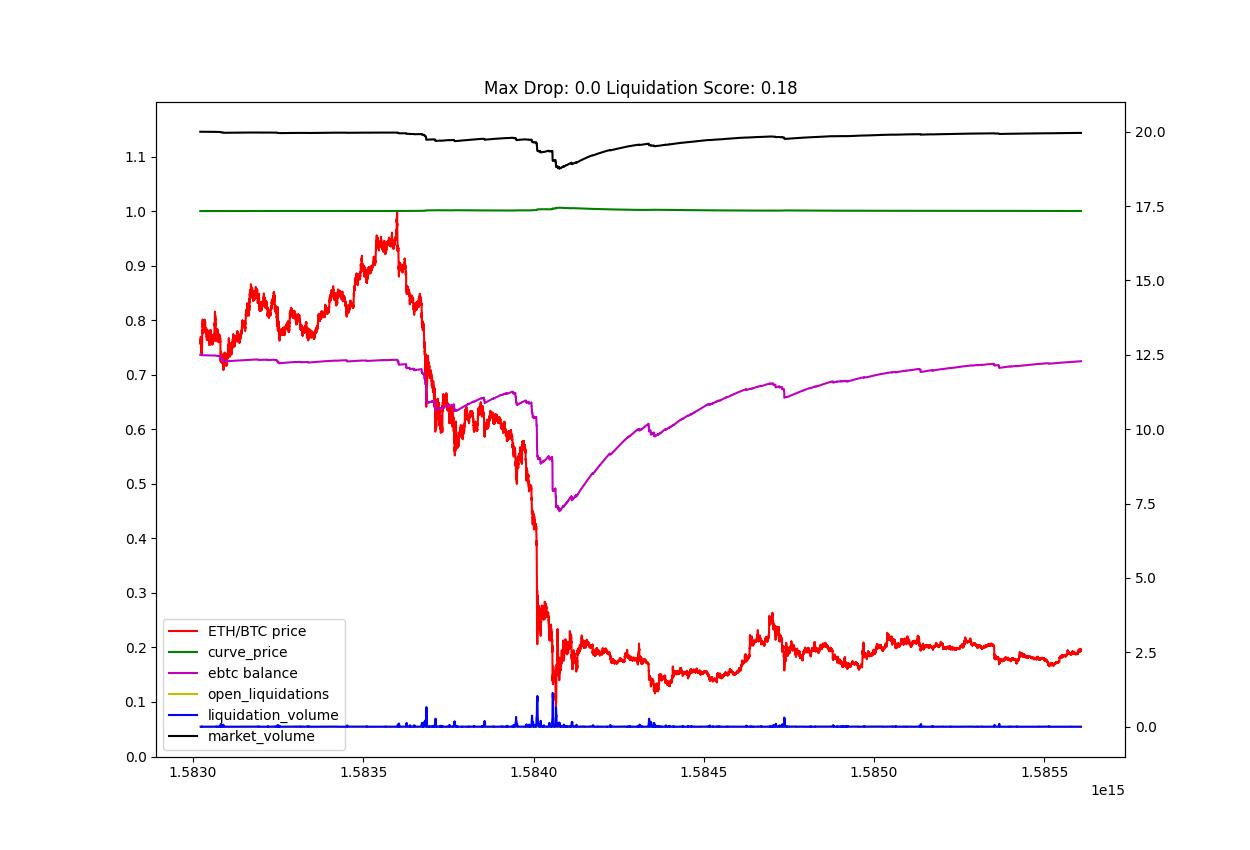 Max Drop: 0.0 Liquidation Score: 0.18
1.1
1.0
0.9
0.8
0.7
0.6
0.5
0.4
0.3
0.2
0.1
0.0
20.0
17.5
15.0
12.5
10.0
7.5
5.0
2.5
0.0
ETH/BTC price
curve_price
ebtc balance
open_liquidations
liquidation_volume
market_volume
1.5830 1.5835 1.5840 1.5845 1.5850 1.5855
1e15